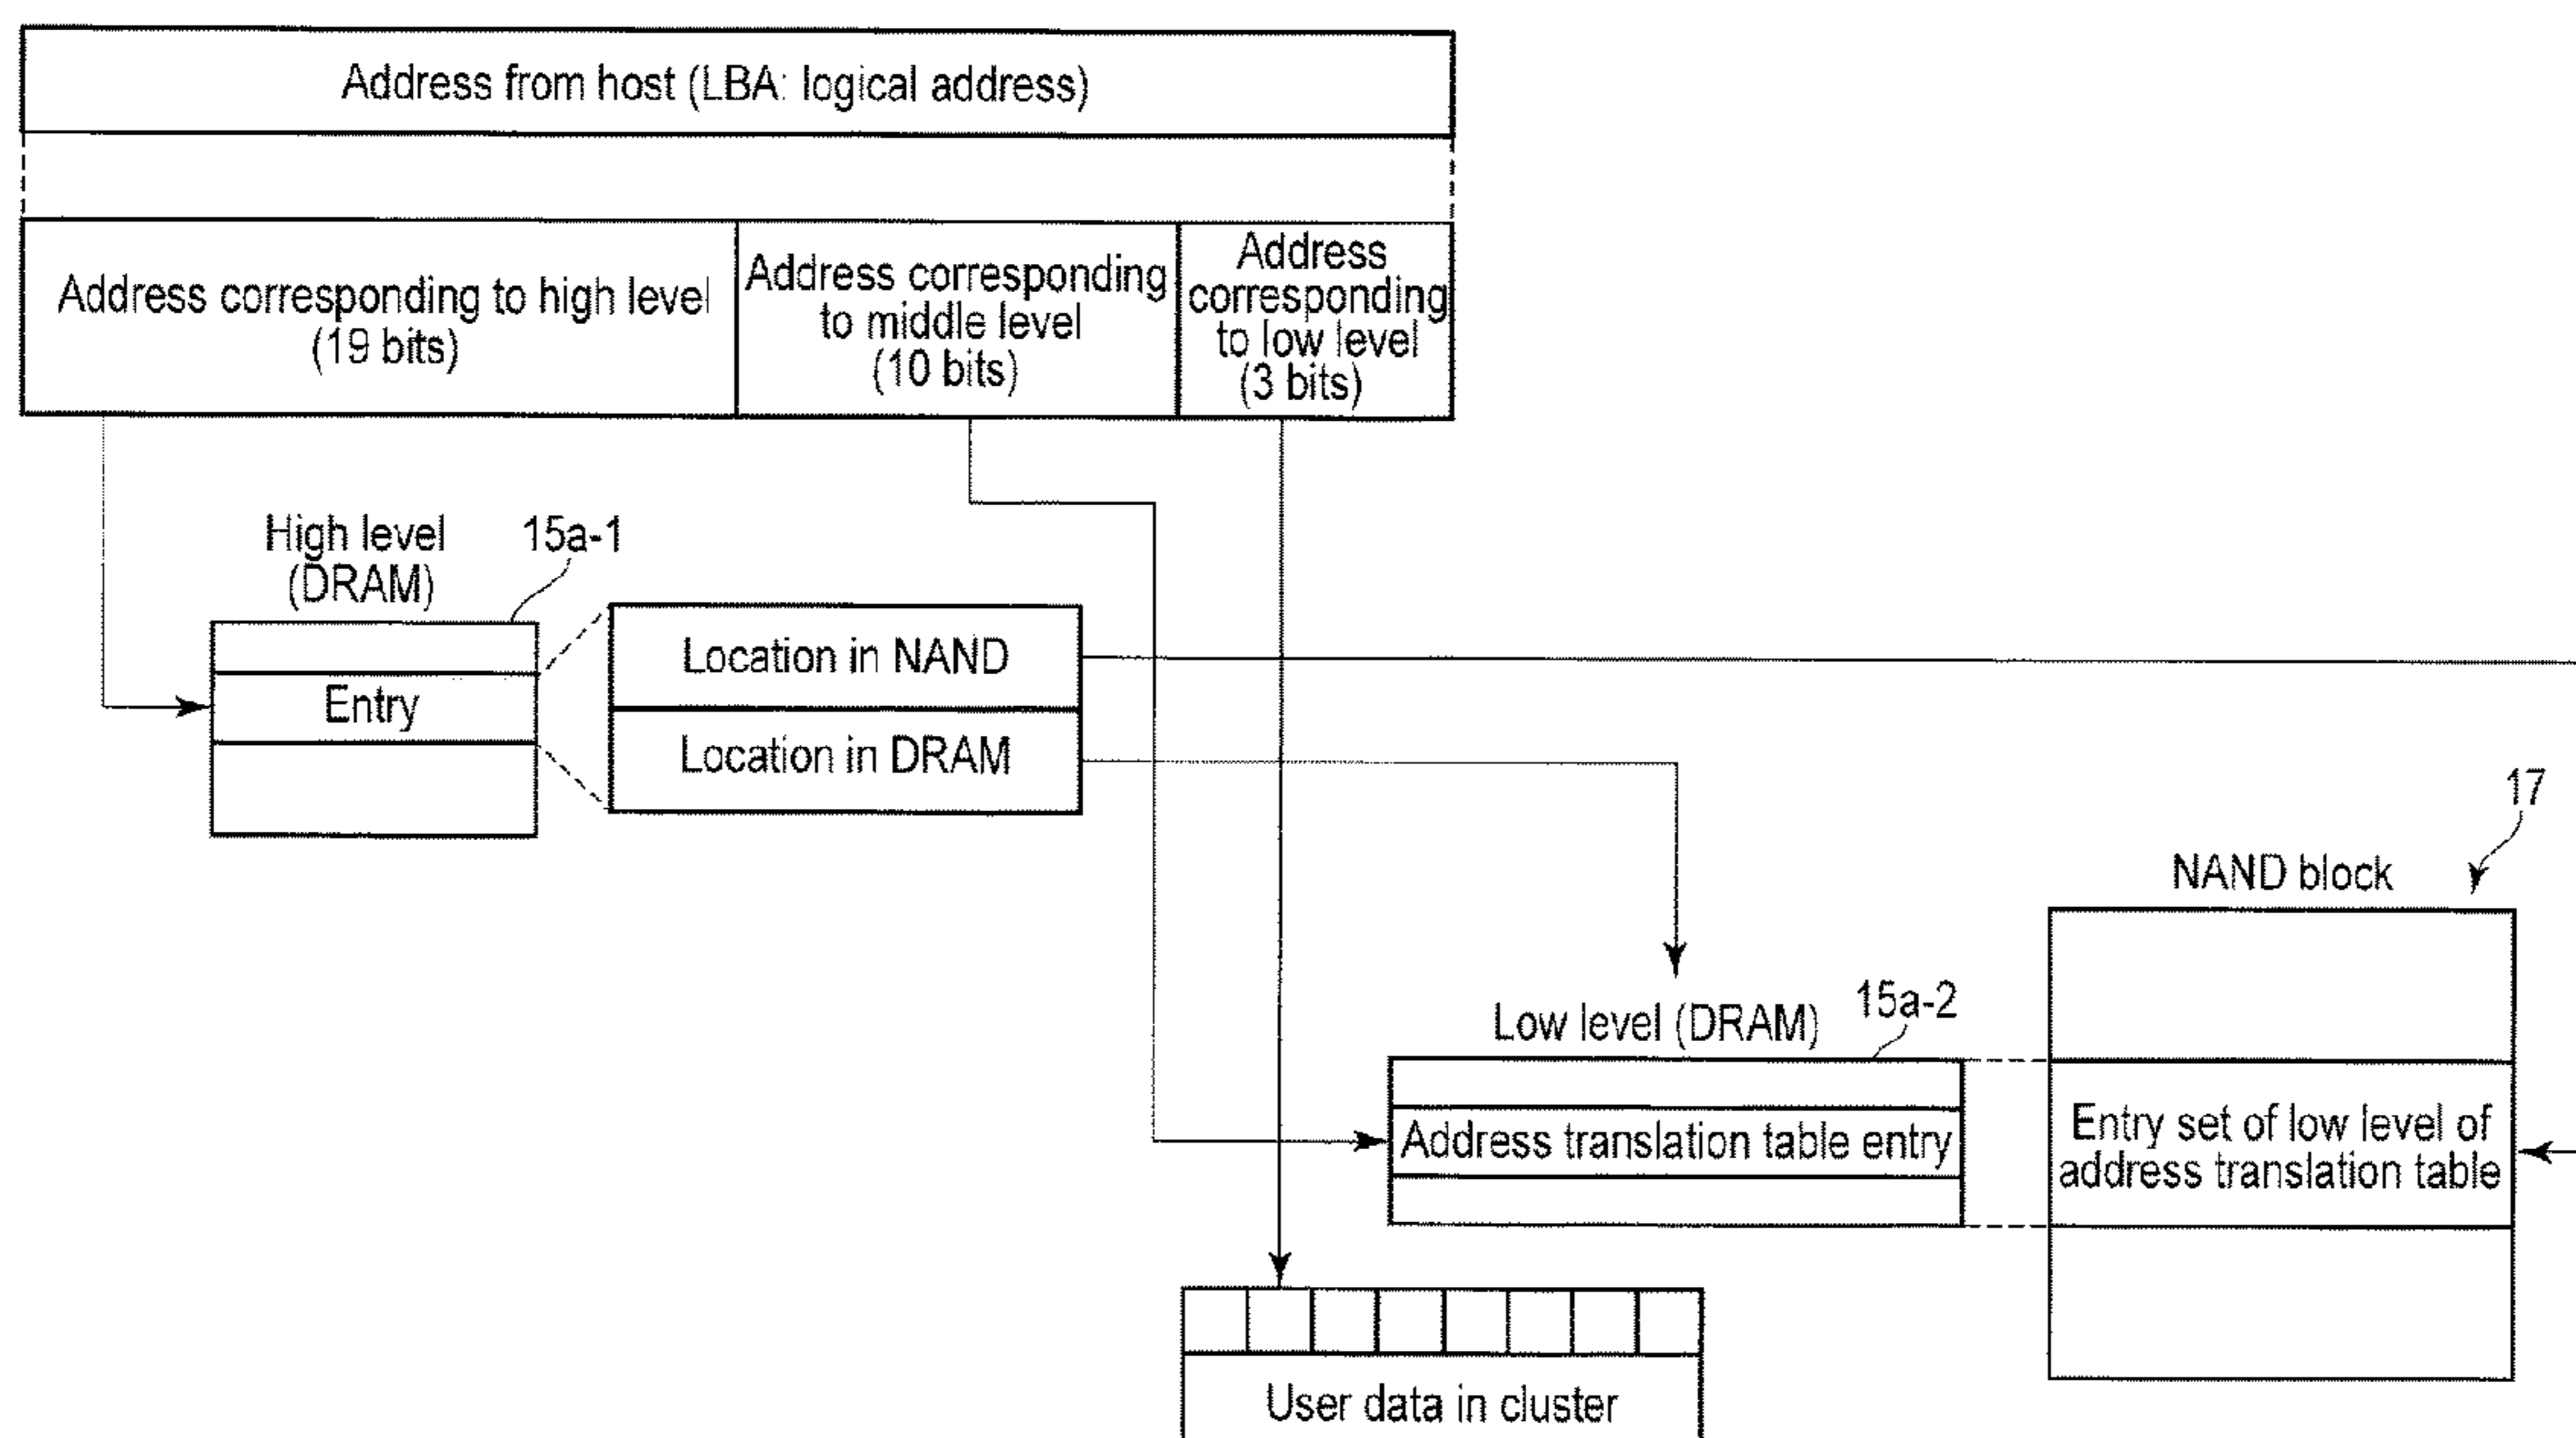 Address from host (LBA: logical address)
Address corresponding to high level
(19 bits)
Address corresponding
to middle level
(10 bits)
Address
corresponding
to low level
(3 bits)
High level
(DRAM)
15a-1
Entry
Location in NAND
Location in DRAM
17
NAND block
Low level (DRAM)
15a-2
Address translation table entry
Entry set of low level of
address translation table
User data in cluster